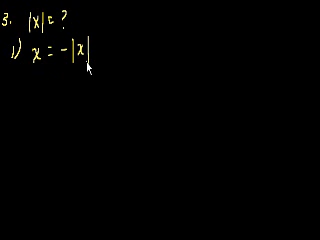 3. |x| = ?
1) x = -|x|